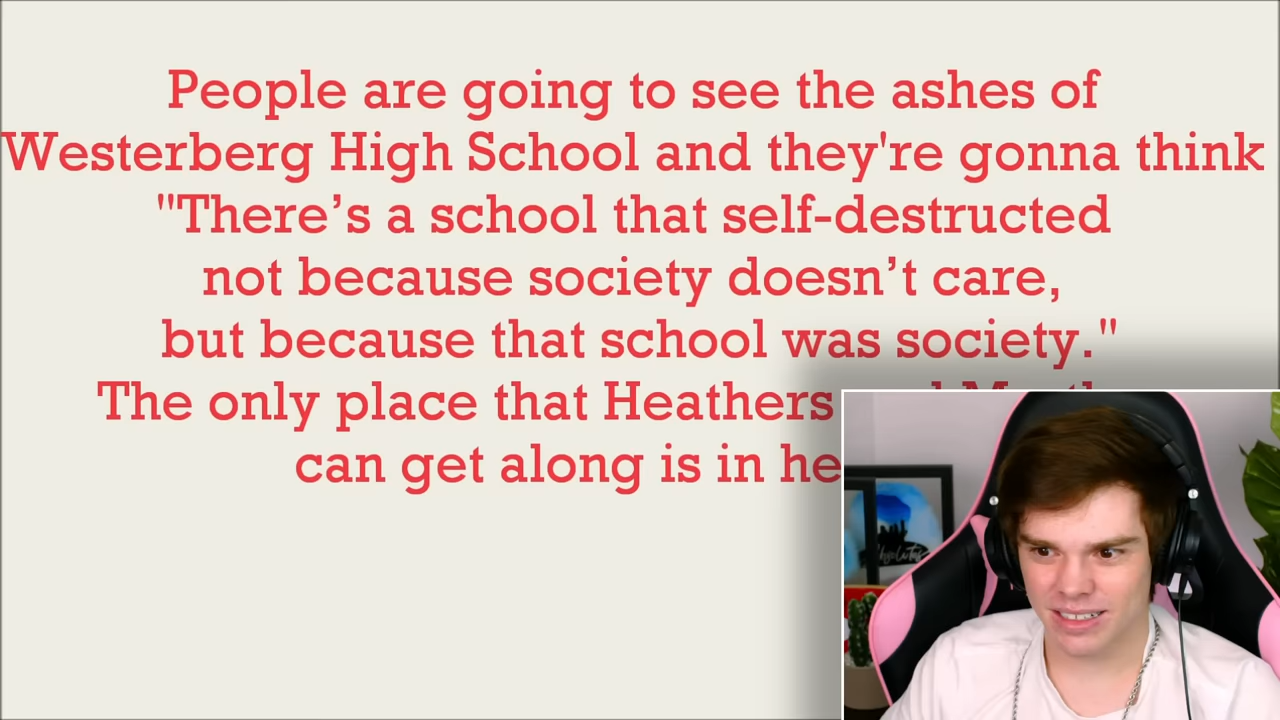 People are going to see the ashes of
Westerberg High School and they're gonna think
"There’s a school that self-destructed
not because society doesn’t care,
but because that school was society."
The only place that Heathers
can get along is in
Absolutes